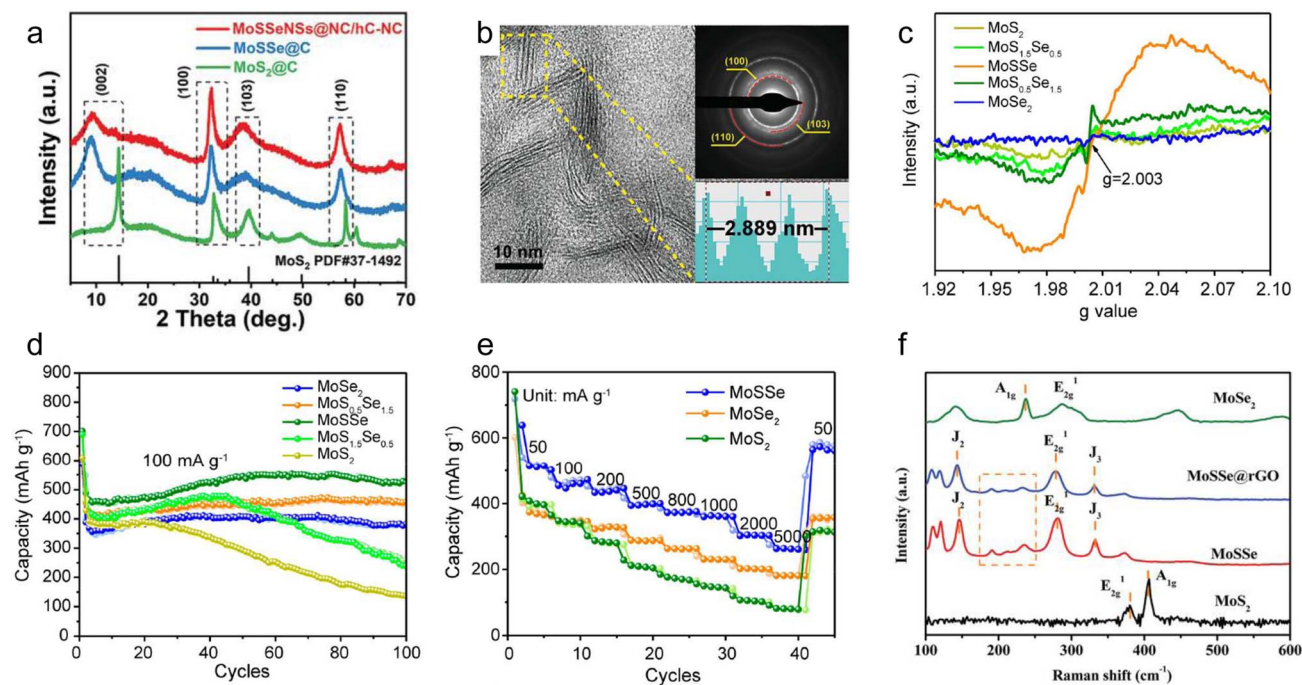 a
MoSSeNSs@NC/hC-NC
MoSSe@C
MoS2@C
(002)
(100)
(103)
(110)
MoS2 PDF#37-1492
Intensity (a.u.)
5 10 20 30 40 50 60 70
2 Theta (deg.)
b
10 nm
(100)
(110)
(103)
2.889 nm
c
MoS2
MoS1.5Se0.5
MoSSe
MoS0.5Se1.5
MoSe2
g=2.003
Intensity (a.u.)
1.92 1.95 1.98 2.01 2.04 2.07 2.10
g value
d
900
800
700
600
500
400
300
200
100
0
MoSe2
MoS0.5Se1.5
MoSSe
MoS1.5Se0.5
MoS2
100 mA g-1
Capacity (mAh g-1)
0 20 40 60 80 100
Cycles
e
800
600
400
200
0
Unit: mA g-1
MoSSe
MoSe2
MoS2
50
100
200
500
800
1000
2000
5000
50
Capacity (mAh g-1)
0 10 20 30 40
Cycles
f
A1g
E2g1
MoSe2
J2
E2g1
J3
MoSSe@rGO
J2
E2g1
J3
MoSSe
E2g1
A1g
MoS2
Intensity (a.u.)
100 200 300 400 500 600
Raman shift (cm-1)